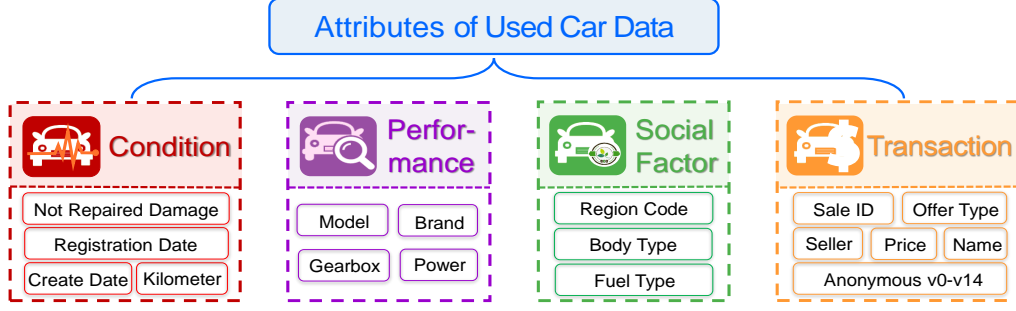 Attributes of Used Car Data
Condition
Not Repaired Damage
Registration Date
Create Date
Kilometer
Perfor-
mance
Model
Brand
Gearbox
Power
Social
Factor
Region Code
Body Type
Fuel Type
Transaction
Sale ID
Offer Type
Seller
Price
Name
Anonymous v0-v14